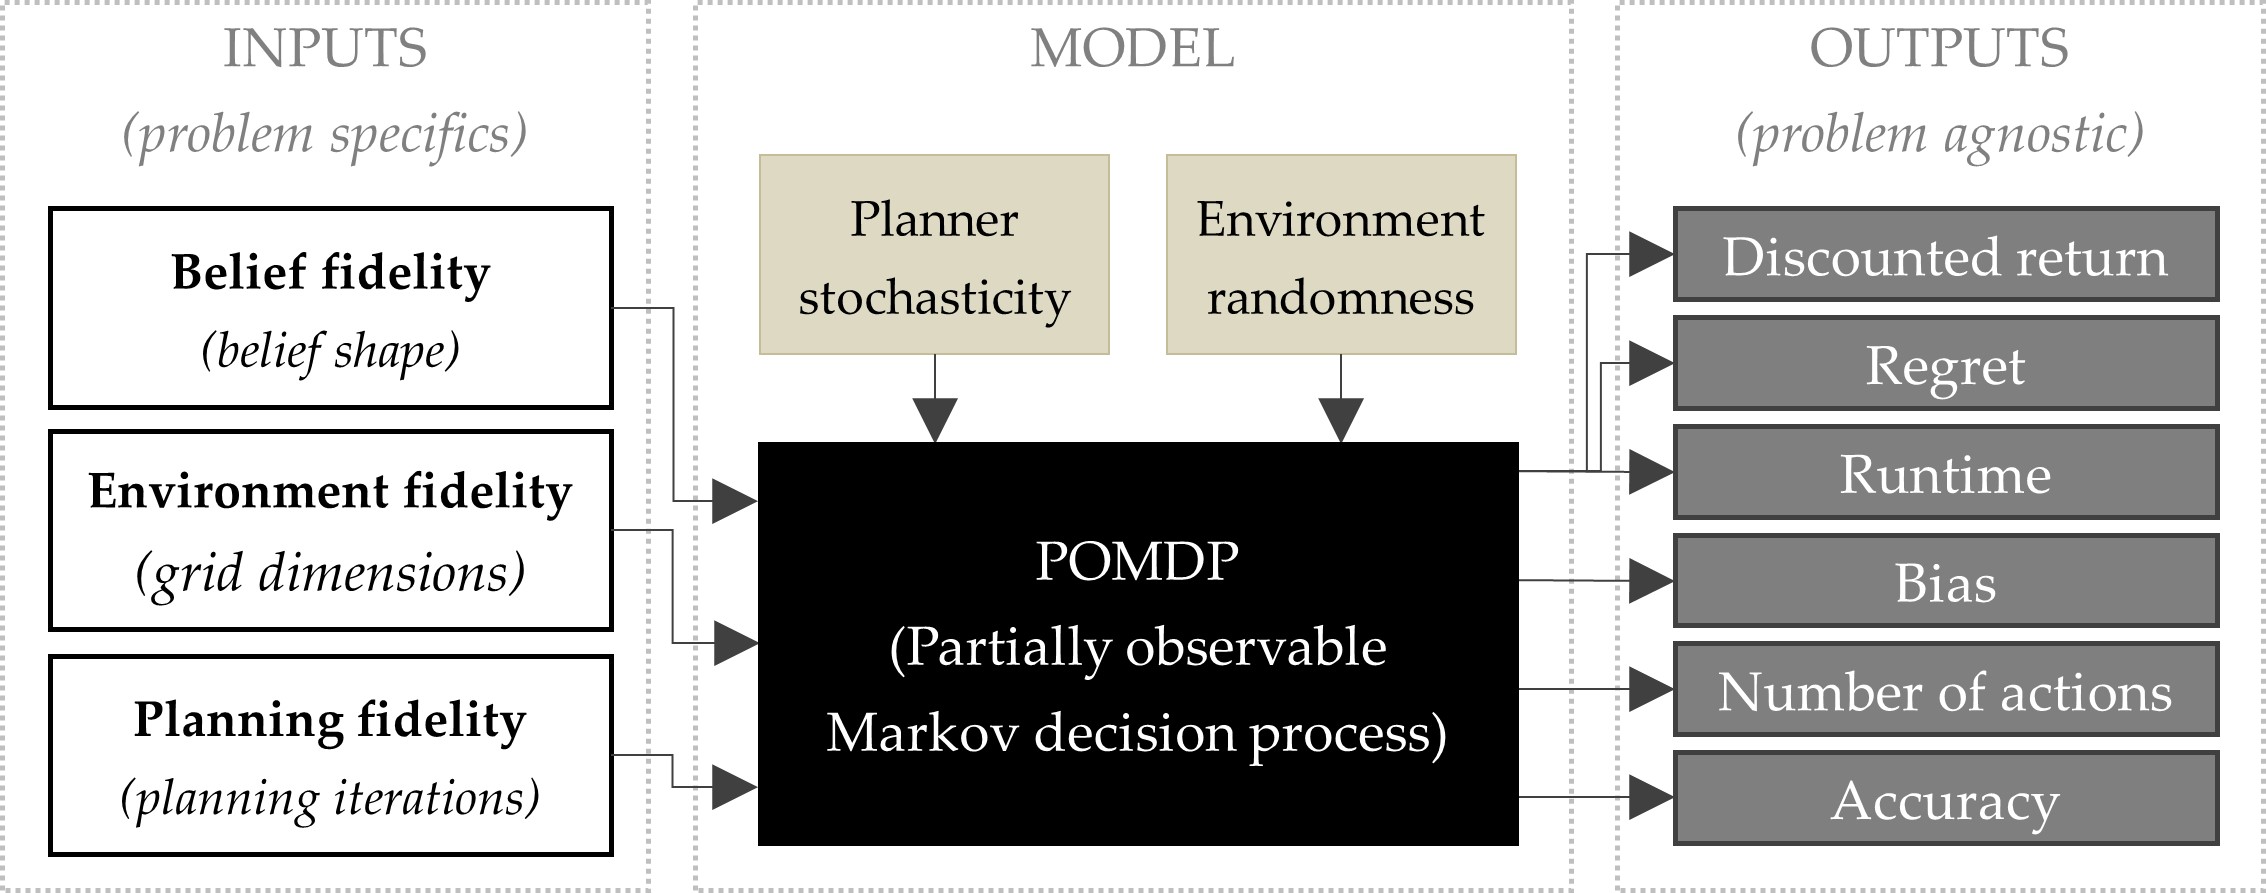 INPUTS
(problem specifics)
Belief fidelity
(belief shape)
Environment fidelity
(grid dimensions)
Planning fidelity
(planning iterations)
MODEL
Planner
stochasticity
Environment
randomness
POMDP
(Partially observable
Markov decision process)
OUTPUTS
(problem agnostic)
Discounted return
Regret
Runtime
Bias
Number of actions
Accuracy